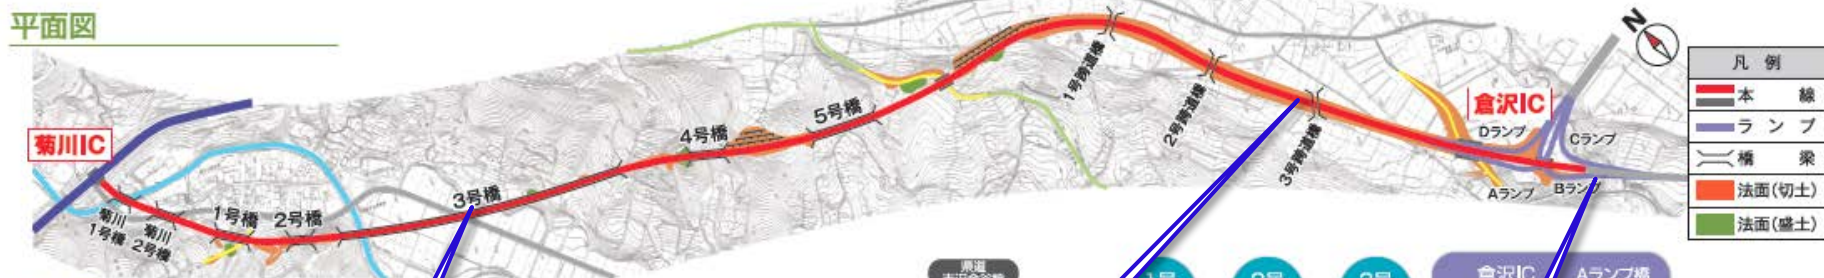 平面図
菊川IC
菊川
1号橋
菊川
2号橋
1号橋
2号橋
3号橋
4号橋
5号橋
1号跨道橋
2号跨道橋
3号跨道橋
倉沢IC
Dランプ
Cランプ
Aランプ
Bランプ
N
凡 例
本 線
ランプ
橋 梁
法面(切土)
法面(盛土)
県道
倉沢IC
Aランプ橋